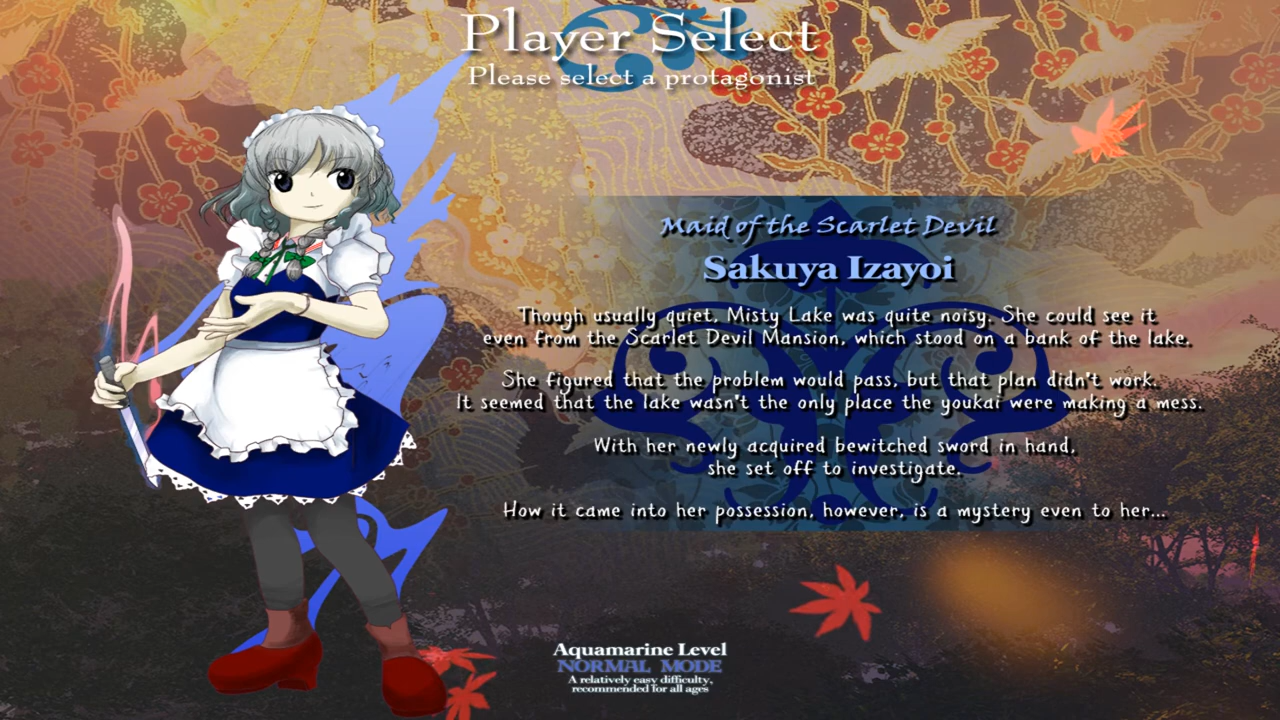 Player Select
Please select a protagonist
Maid of the Scarlet Devil
Sakuya Izayoi
Though usually quiet, Misty Lake was quite noisy. She could see it
even from the Scarlet Devil Mansion, which stood on a bank of the lake.
She figured that the problem would pass, but that plan didn't work.
It seemed that the lake wasn't the only place the youkai were making a mess.
With her newly acquired bewitched sword in hand,
she set off to investigate.
How it came into her possession, however, is a mystery even to her...
Aquamarine Level
NORMAL MODE
A relatively easy difficulty,
recommended for all ages